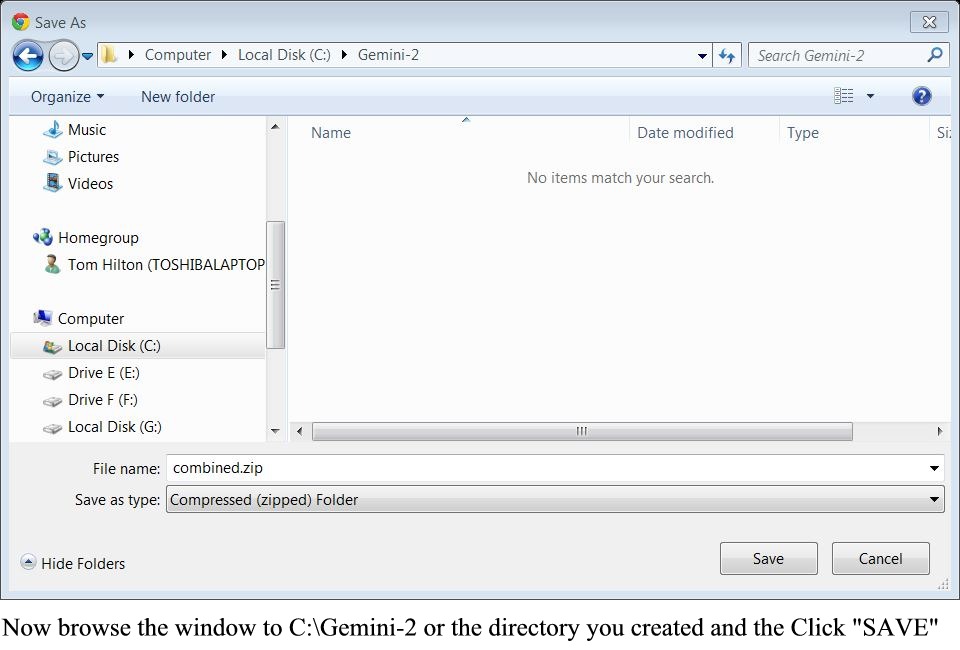 Save As
Computer Local Disk (C:) Gemini-2
Search Gemini-2
Organize New folder
?
Name Date modified Type Si
Music
Pictures
Videos
No items match your search.
Homegroup
Tom Hilton (TOSHIBALAPTOP
Computer
Local Disk (C:)
Drive E (E:)
Drive F (F:)
Local Disk (G:)
File name: combined.zip
Save as type: Compressed (zipped) Folder
Hide Folders Save Cancel
Now browse the window to C:\Gemini-2 or the directory you created and the Click "SAVE"